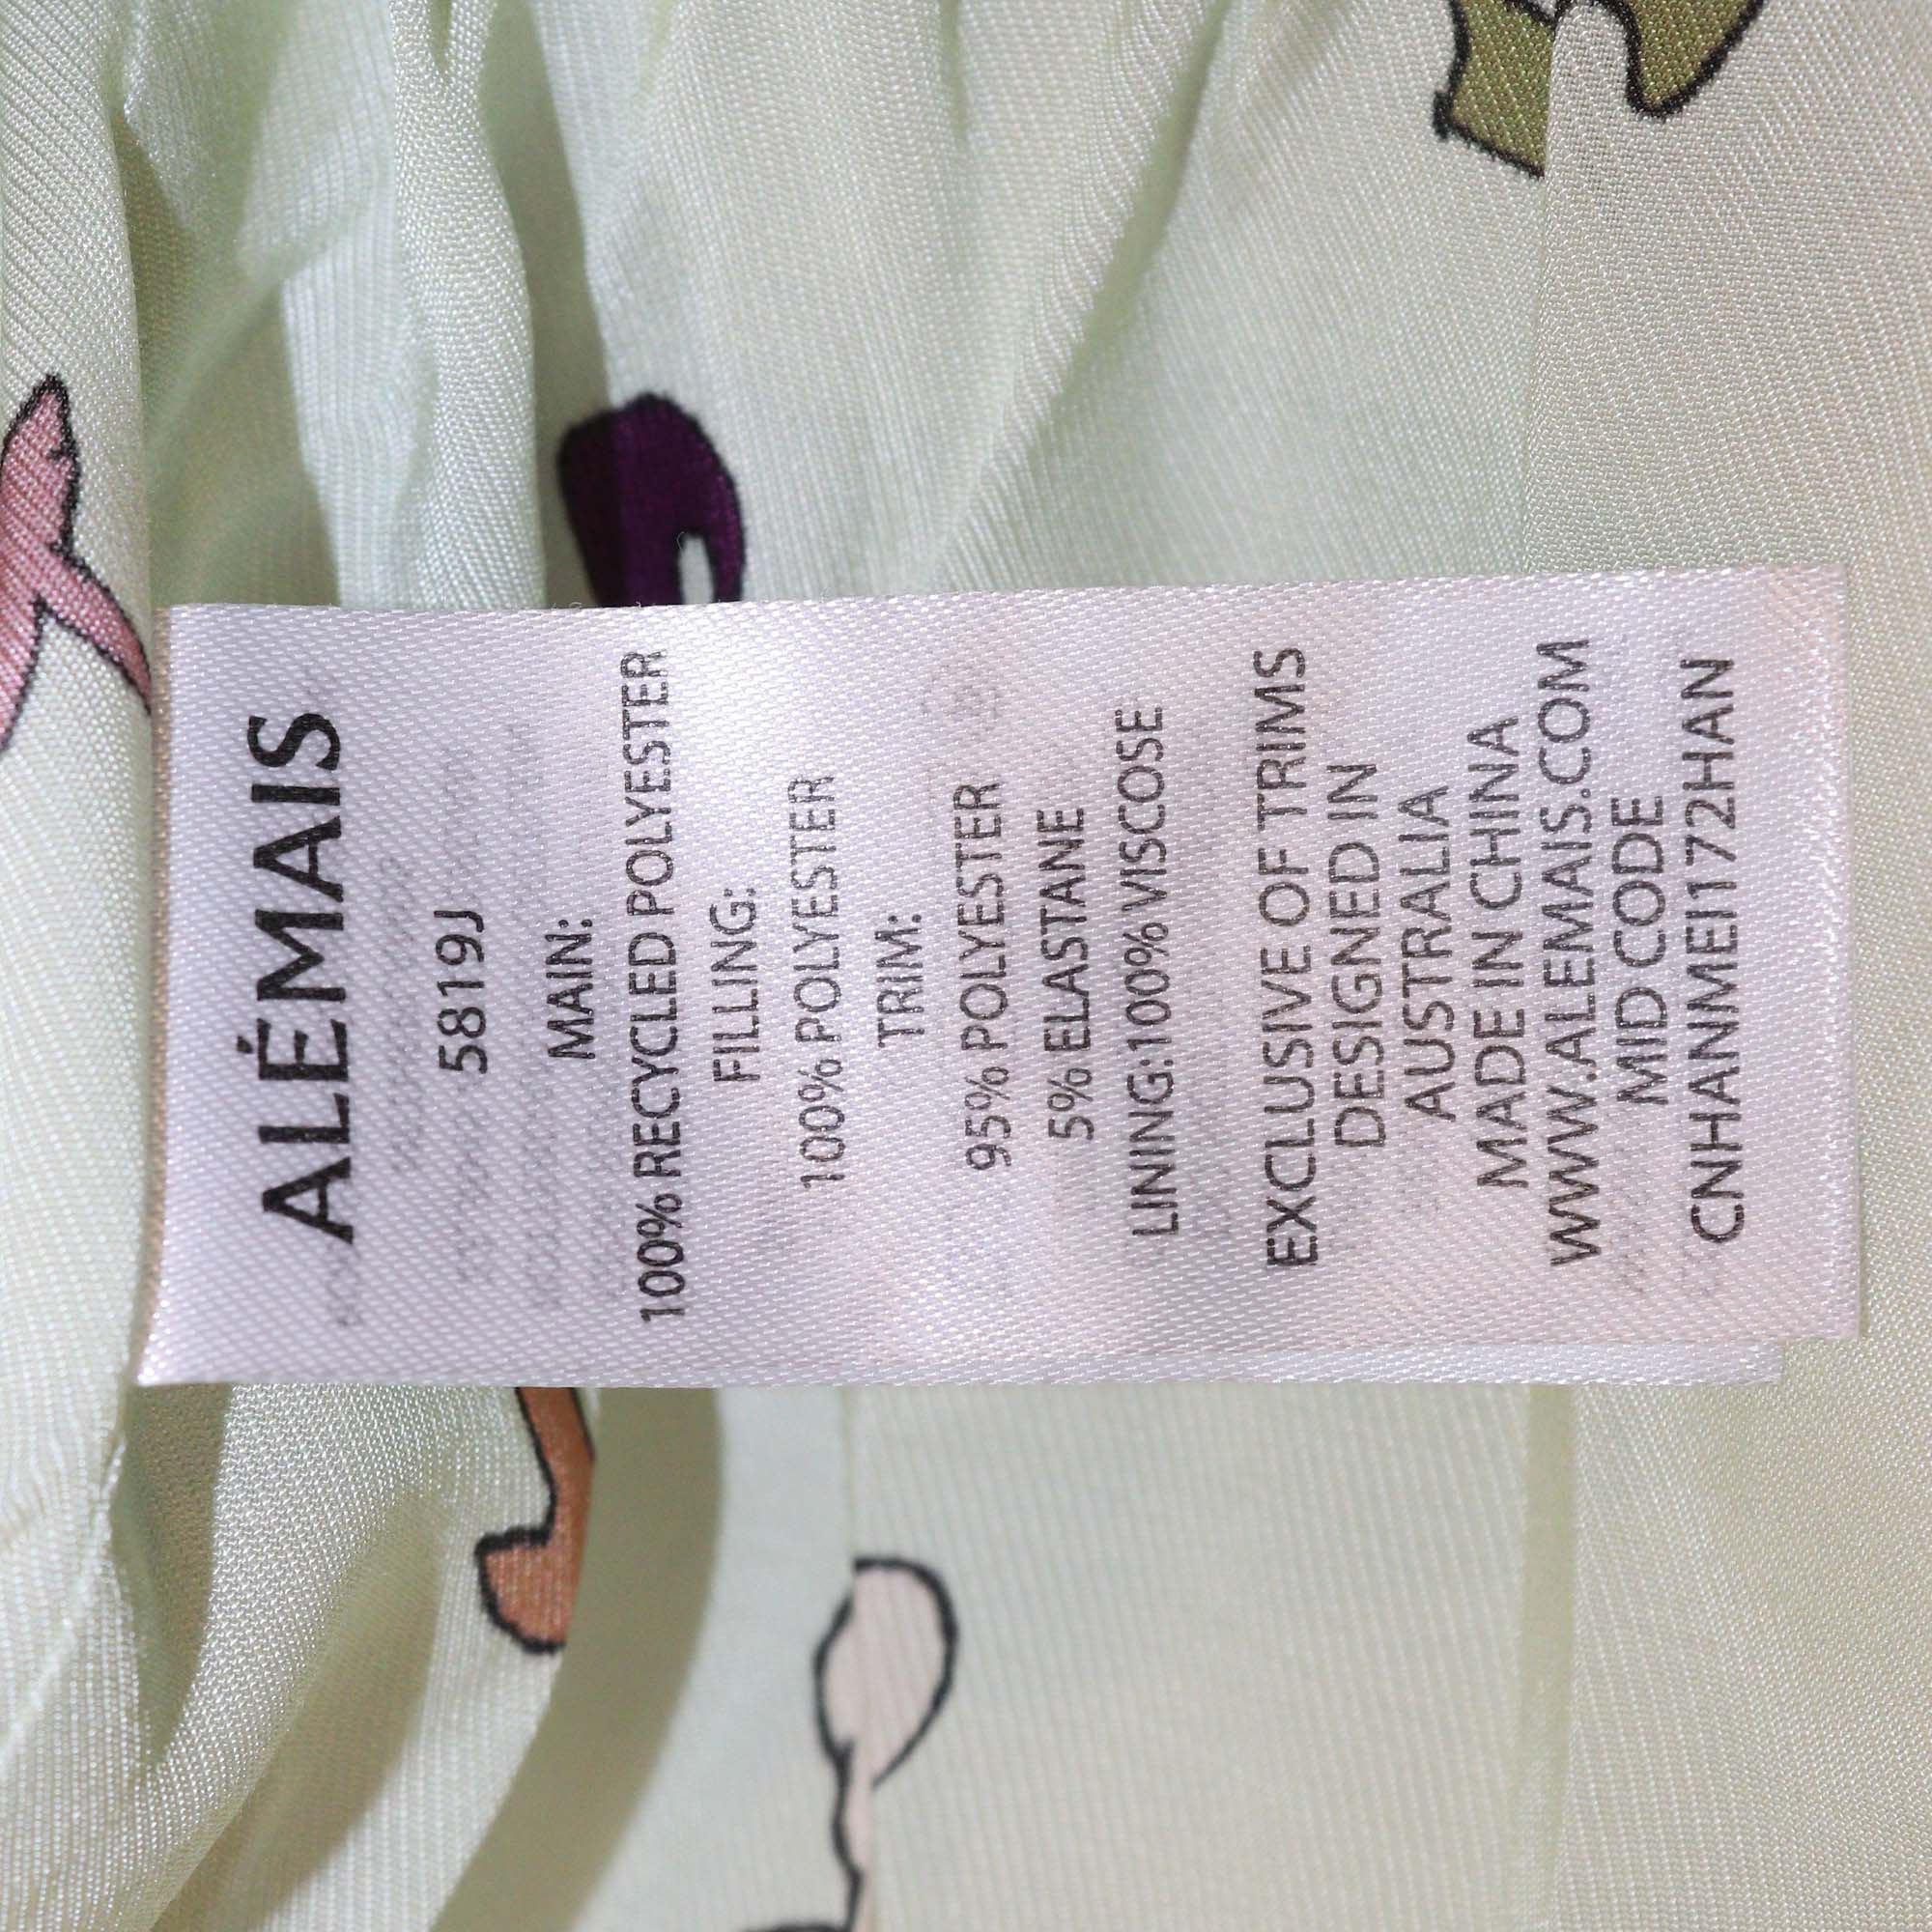 ALÉMAIS
5819J
MAIN:
100% RECYCLED POLYESTER
FILLING:
100% POLYESTER
TRIM:
95% POLYESTER
5% ELASTANE
LINING:100% VISCOSE
EXCLUSIVE OF TRIMS
DESIGNED IN
AUSTRALIA
MADE IN CHINA
WWW.ALEMAIS.COM
MID CODE
CNHANMEI172HAN